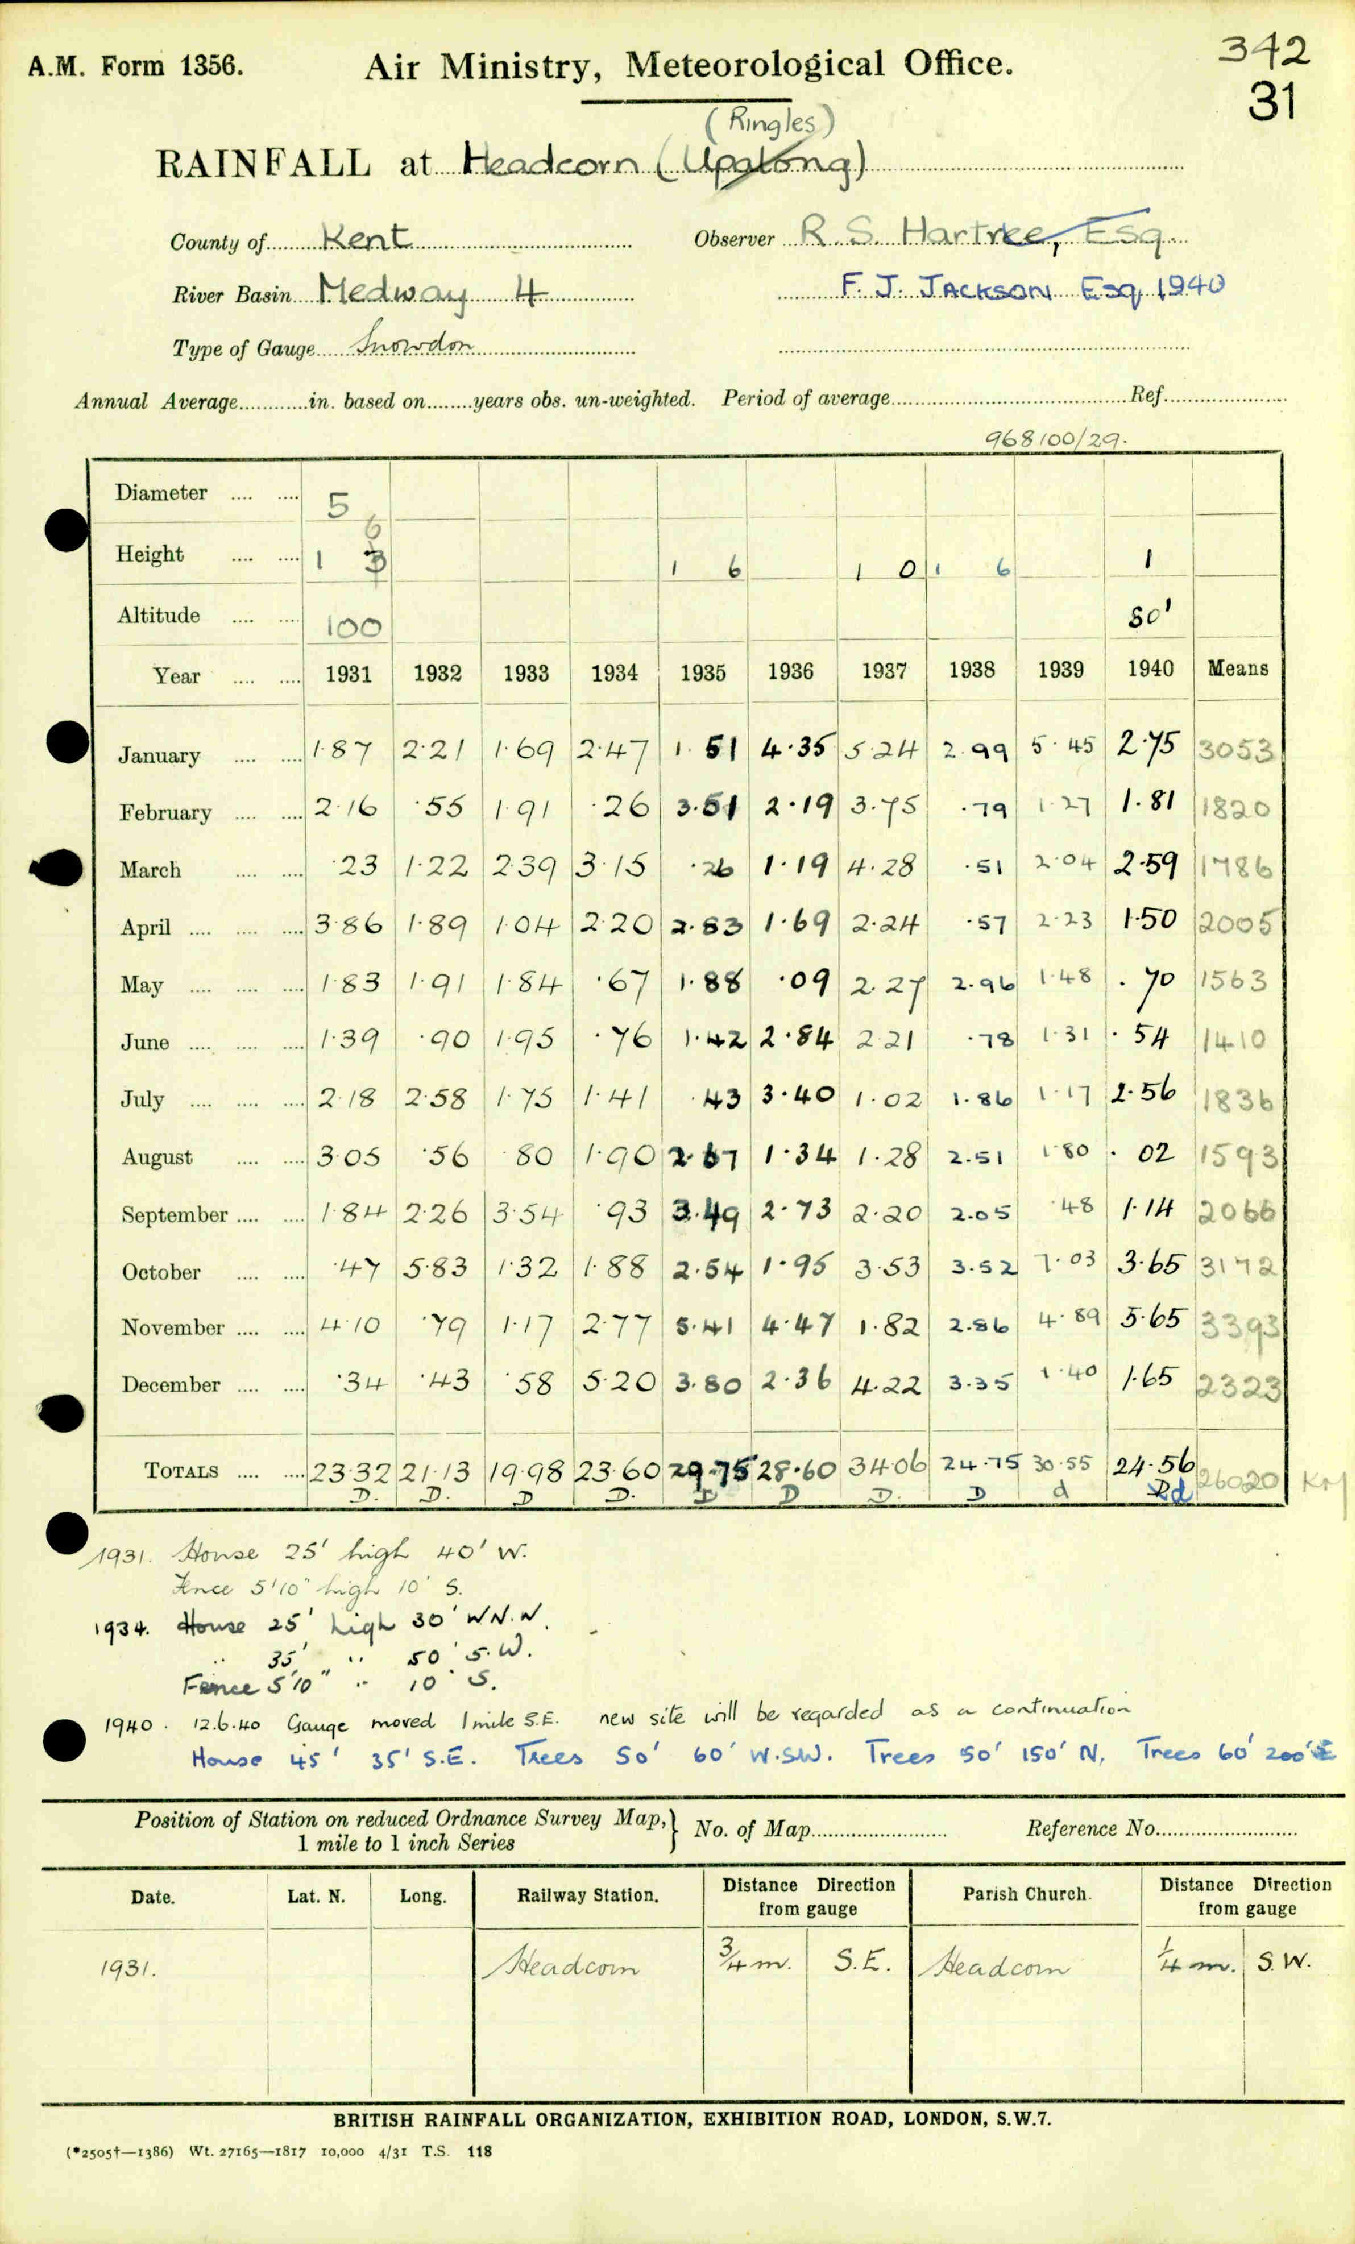 A.M. Form 1356. Air Ministry, Meteorological Office. 342
31
(Ringles)
RAINFALL at Headcorn (Upalong)
County of Kent Observer R.S. Hartree, Esq.
River Basin Medway 4 F. J. JACKSON Esq 1940
Type of Gauge Snowdon
Annual Average............in. based on........years obs. un-weighted. Period of average........................Ref.....................
968100/29.
Diameter .... .... 5
6
Height .... .... 1 3 1 6 1 0 1 6 1
Altitude .... .... 100 80'
Year .... .... 1931 1932 1933 1934 1935 1936 1937 1938 1939 1940 Means
January .... .... 1·87 2·21 1·69 2·47 1·51 4·35 5·24 2·99 5·45 2·75 3053
February .... .... 2·16 ·55 1·91 ·26 3·51 2·19 3·75 ·79 1·27 1·81 1820
March .... .... ·23 1·22 2·39 3·15 ·26 1·19 4·28 ·51 2·04 2·59 1786
April .... .... .... 3·86 1·89 1·04 2·20 2·83 1·69 2·24 ·57 2·23 1·50 2005
May .... .... .... 1·83 1·91 1·84 ·67 1·88 ·09 2·27 2·96 1·48 ·70 1563
June .... .... .... 1·39 ·90 1·95 ·76 1·42 2·84 2·21 ·78 1·31 ·54 1410
July .... .... .... 2·18 2·58 1·75 1·41 ·43 3·40 1·02 1·86 1·17 2·56 1836
August .... .... 3·05 ·56 ·80 1·90 2·67 1·34 1·28 2·51 1·80 ·02 1593
September .... .... 1·84 2·26 3·54 ·93 3·49 2·73 2·20 2·05 ·48 1·14 2066
October .... .... ·47 5·83 1·32 1·88 2·54 1·95 3·53 3·52 7·03 3·65 3172
November .... .... 4·10 ·79 1·17 2·77 5·41 4·47 1·82 2·86 4·89 5·65 3393
December .... .... ·34 ·43 ·58 5·20 3·80 2·36 4·22 3·35 1·40 1·65 2323
TOTALS .... .... 23·32 21·13 19·98 23·60 29·75 28·60 34·06 24·75 30·55 24·56 26020
D. D. D D. D D D. D d d
1931. House 25' high 40' W.
Fence 5'10" high 10' S.
1934. House 25' high 30' WN.W.
" 35' " 50' S.W.
Fence 5'10" " 10' S.
1940. 12.6.40 Gauge moved 1 mile S.E. new site will be regarded as a continuation
House 45' 35' S.E. Trees 50' 60' W.SW. Trees 50' 150' N, Trees 60' 200' E
Position of Station on reduced Ordnance Survey Map,} No. of Map........................ Reference No.........................
1 mile to 1 inch Series
Date. Lat. N. Long. Railway Station. Distance Direction from gauge Parish Church. Distance Direction from gauge
1931. Headcorn 3/4 m. S.E. Headcorn 1/4 m. S.W.
BRITISH RAINFALL ORGANIZATION, EXHIBITION ROAD, LONDON, S.W.7.
(*2505†—1386) Wt. 27165—1817 10,000 4/31 T.S. 118